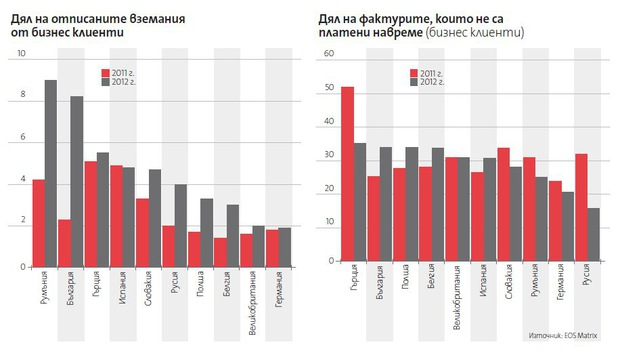 Дял на отписаните вземания
от бизнес клиенти
10
8
6
4
2
0
2011 г.
2012 г.
Румъния
България
Гърция
Испания
Словакия
Русия
Полша
Белгия
Великобритания
Германия
Дял на фактурите, които не са
платени навреме (бизнес клиенти)
60
50
40
30
20
10
0
2011 г.
2012 г.
Гърция
България
Полша
Белгия
Великобритания
Испания
Словакия
Румъния
Германия
Русия
Източник: EOS Matrix